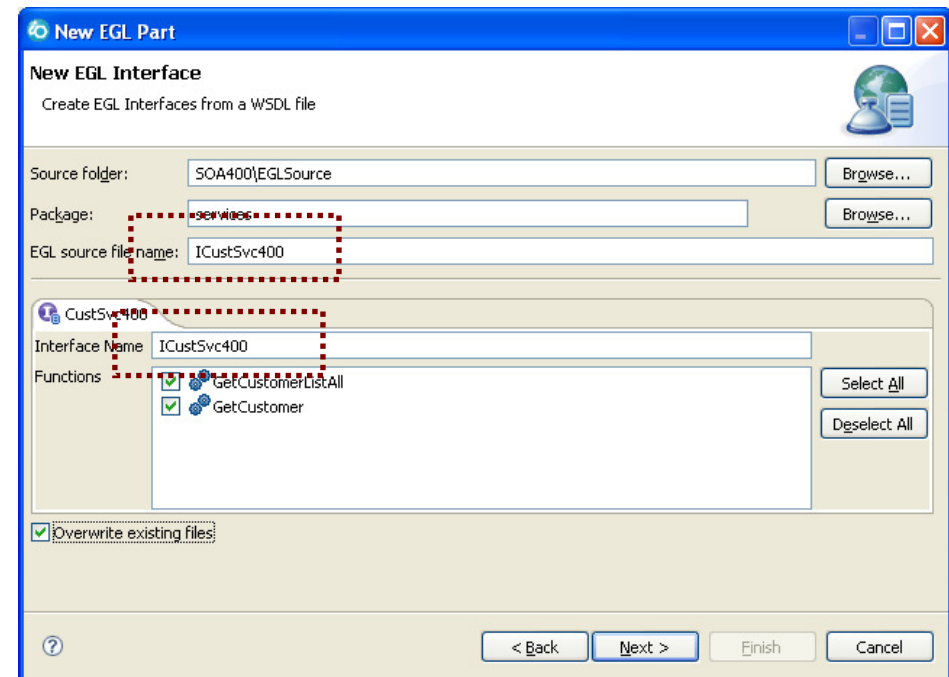 New EGL Part
New EGL Interface
Create EGL Interfaces from a WSDL file
Source folder: SOA400\EGLSource Browse...
Package: services Browse...
EGL source file name: ICustSvc400
CustSvc400
Interface Name ICustSvc400
Functions GetCustomerListAll Select All
GetCustomer
Deselect All
Overwrite existing files
? < Back Next > Finish Cancel